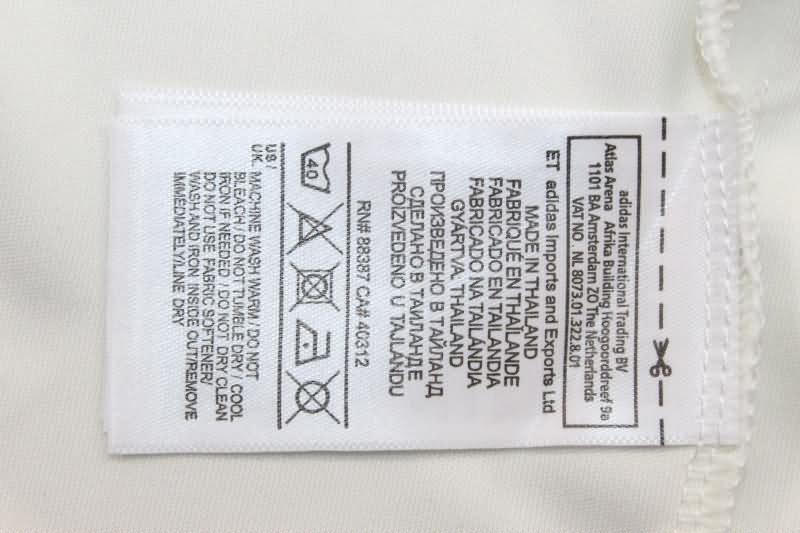 adidas International Trading BV
Atlas Arena Afrika Building Hoogoorddreef 9a
1101 BA Amsterdam ZO The Netherlands
VAT NO . NL 8073.01.322.8.01
ET adidas Imports and Exports Ltd
MADE IN THAILAND
FABRIQUÉ EN THAÏLANDE
FABRICADO EN TAILANDIA
FABRICADO NA TAILÂNDIA
GYÁRTVA, THAILAND
ПРОИЗВЕДЕНО В ТАЙЛАНД
СДЕЛАНО В ТАИЛАНДЕ
PROIZVEDENO U TAJLANDU
RN# 88387 CA# 40312
40
US /
UK. MACHINE WASH WARM / DO NOT
BLEACH / DO NOT TUMBLE DRY / COOL
IRON IF NEEDED / DO NOT DRY CLEAN
DO NOT USE FABRIC SOFTENER/
WASH AND IRON INSIDE OUT/REMOVE
IMMEDIATELY/LINE DRY